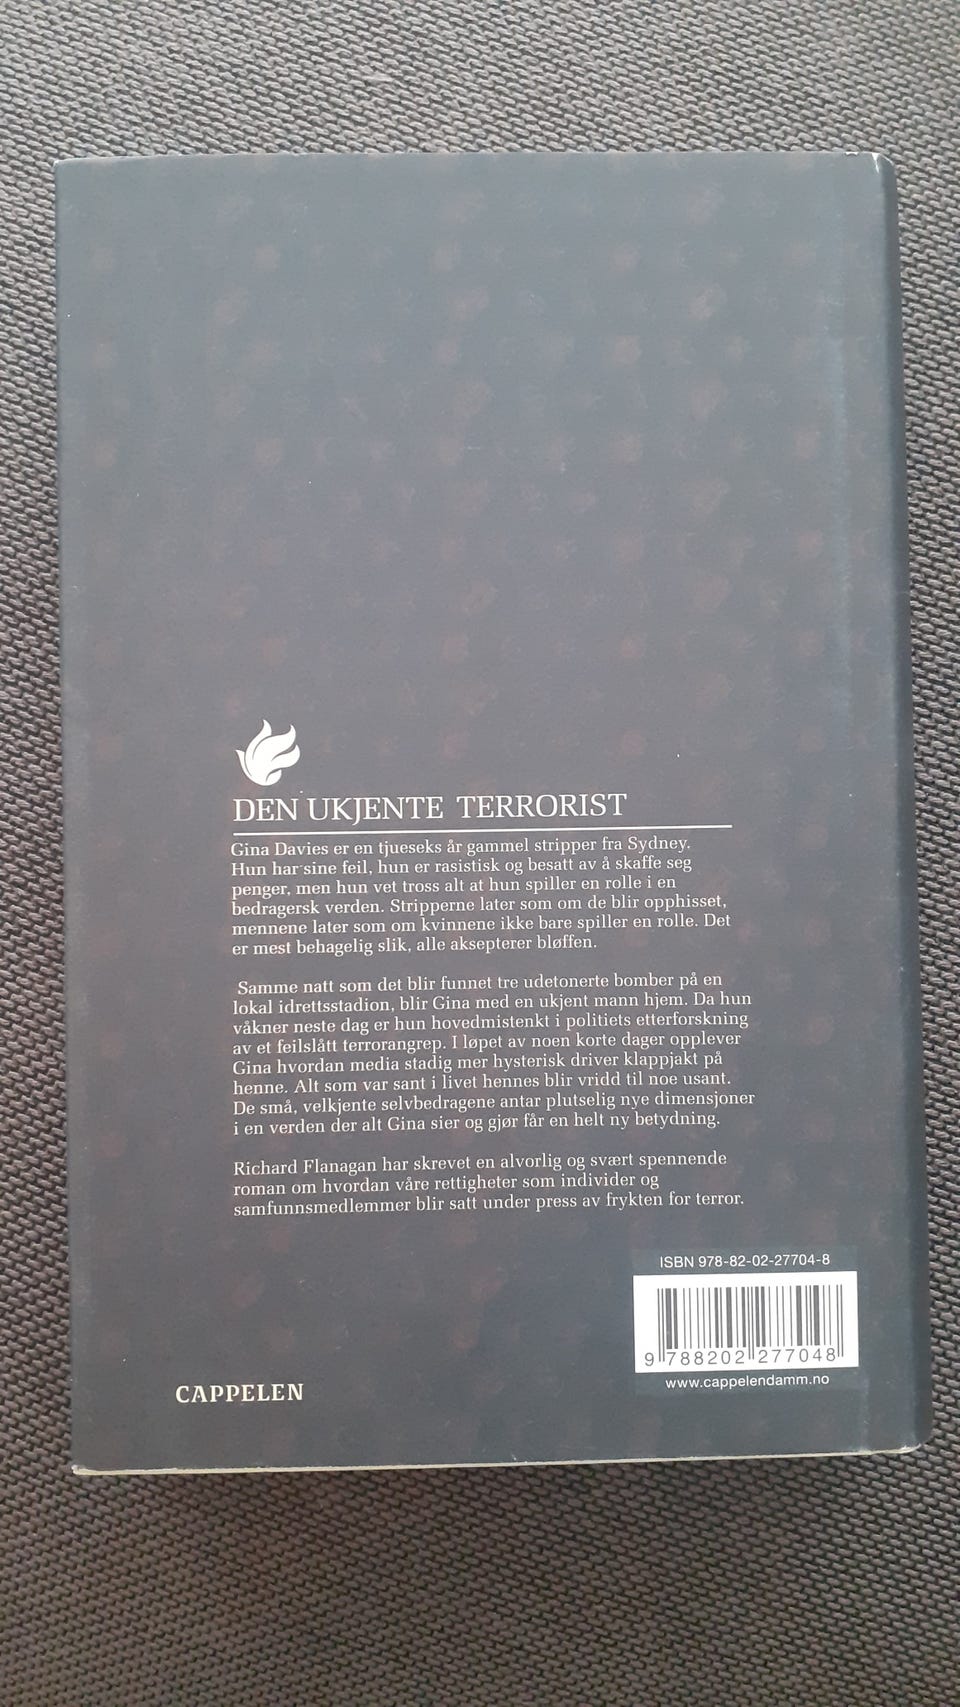 DEN UKJENTE TERRORIST
Gina Davies er en tjueseks år gammel stripper fra Sydney.
Hun har sine feil, hun er rasistisk og besatt av å skaffe seg
penger, men hun vet tross alt at hun spiller en rolle i en
bedragersk verden. Stripperne later som om de blir opphisset,
mennene later som om kvinnene ikke bare spiller en rolle. Det
er mest behagelig slik, alle aksepterer bløffen.
Samme natt som det blir funnet tre udetonerte bomber på en
lokal idrettsstadion, blir Gina med en ukjent mann hjem. Da hun
våkner neste dag er hun hovedmistenkt i politiets etterforskning
av et feilslått terrorangrep. I løpet av noen korte dager opplever
Gina hvordan media stadig mer hysterisk driver klappjakt på
henne. Alt som var sant i livet hennes blir vridd til noe usant.
De små, velkjente selvbedragene antar plutselig nye dimensjoner
i en verden der alt Gina sier og gjør får en helt ny betydning.
Richard Flanagan har skrevet en alvorlig og svært spennende
roman om hvordan våre rettigheter som individer og
samfunnsmedlemmer blir satt under press av frykten for terror.
ISBN 978-82-02-27704-8
9 788202 277048
www.cappelendamm.no
CAPPELEN